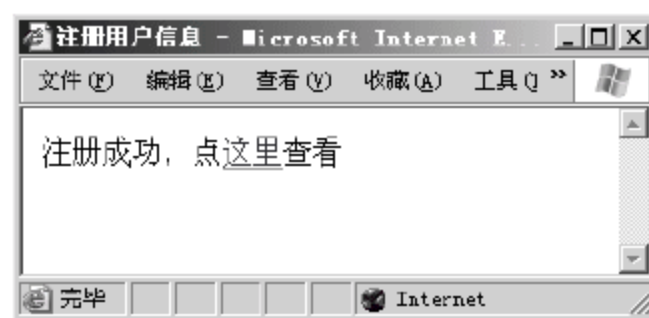 注册用户信息 - Microsoft Internet E...
文件(F) 编辑(E) 查看(V) 收藏(A) 工具(T »
注册成功，点这里查看
完毕 Internet